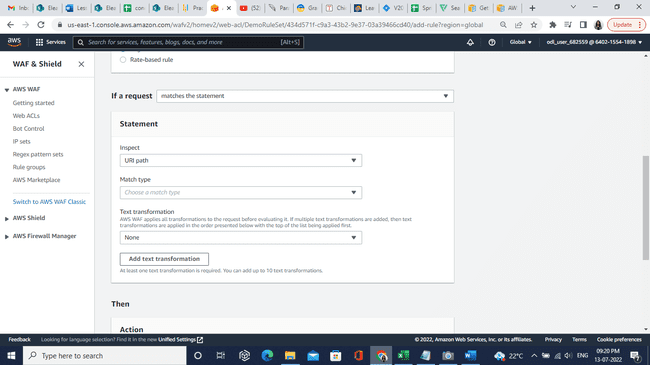 Inb
Elec
Les
Elec
con
Elec
Pra
(52
Par
Gro
Chi
Lea
V2l
Spr
Sea
Get
AW
us-east-1.console.aws.amazon.com/wafv2/homev2/web-acl/DemoRuleSet/434d571f-c9a3-43b2-9e37-03a39466cd40/add-rule?region=global
Update
aws
Services
Search for services, features, blogs, docs, and more
[Alt+S]
Global
odl_user_682559 @ 6402-1554-1898
WAF & Shield
AWS WAF
Getting started
Web ACLs
Bot Control
IP sets
Regex pattern sets
Rule groups
AWS Marketplace
Switch to AWS WAF Classic
AWS Shield
AWS Firewall Manager
Rate-based rule
If a request
matches the statement
Statement
Inspect
URI path
Match type
Choose a match type
Text transformation
AWS WAF applies all transformations to the request before evaluating it. If multiple text transformations are added, then text
transformations are applied in the order presented below with the top of the list being applied first.
None
Add text transformation
At least one text transformation is required. You can add up to 10 text transformations.
Then
Action
Feedback
Looking for language selection? Find it in the new Unified Settings
© 2022, Amazon Web Services, Inc. or its affiliates.
Privacy
Terms
Cookie preferences
Type here to search
22°C
ENG
09:20 PM
13-07-2022